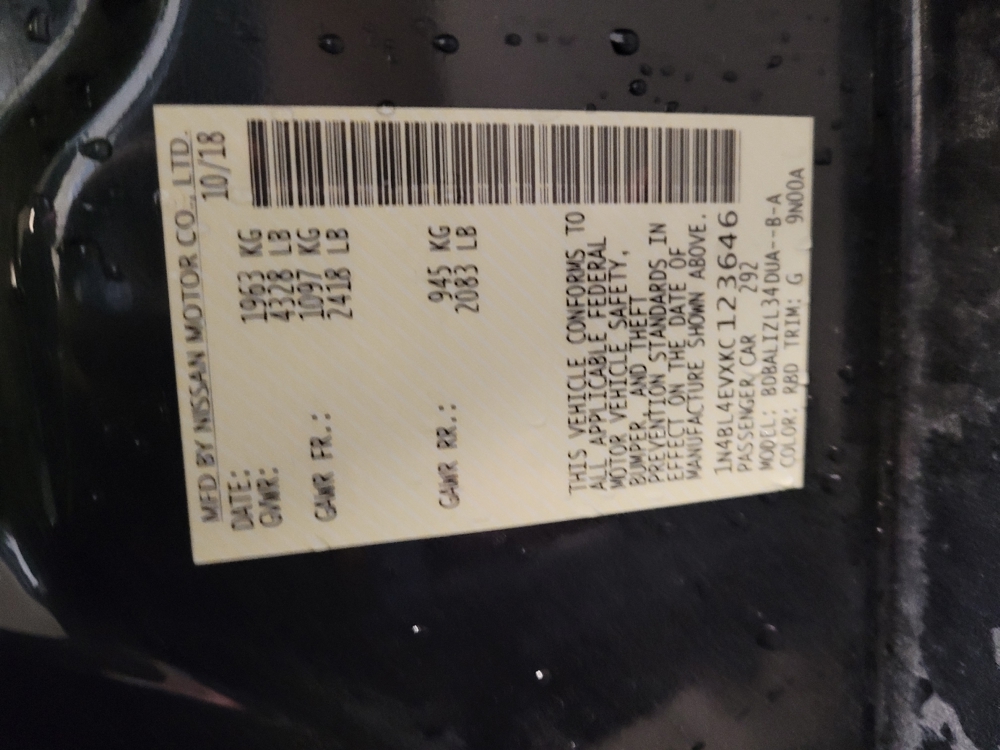 MFD BY NISSAN MOTOR CO., LTD.
DATE: 10/18
GVWR: 1963 KG
4328 LB
GAWR FR.: 1097 KG
2418 LB
GAWR RR.: 945 KG
2083 LB
THIS VEHICLE CONFORMS TO
ALL APPLICABLE FEDERAL
MOTOR VEHICLE SAFETY,
BUMPER, AND THEFT
PREVENTION STANDARDS IN
EFFECT ON THE DATE OF
MANUFACTURE SHOWN ABOVE.
1N4BL4EVXKC123646
PASSENGER CAR 292
MODEL: BDBALIZL34DUA--B-A
COLOR: RBD TRIM: G 9N00A